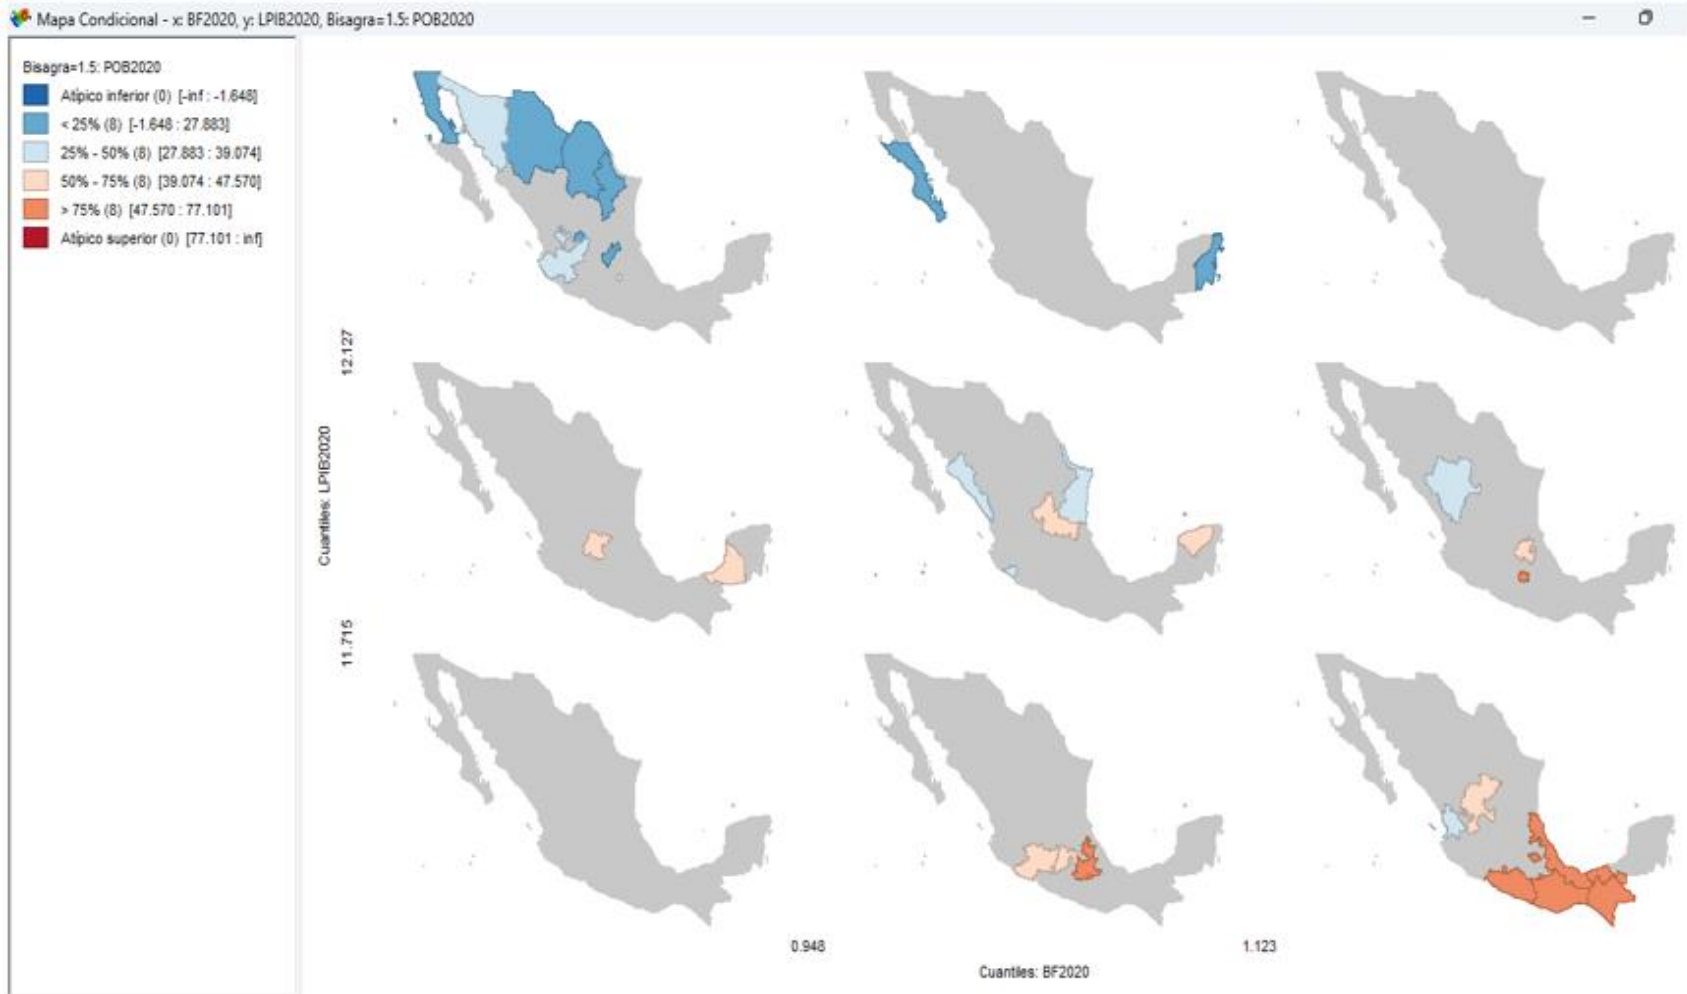 Mapa Condicional - x: BF2020, y: LPIB2020, Bisagra=1.5: POB2020
Bisagra=1.5: POB2020
Atípico inferior (0) [-inf : -1.648]
< 25% (8) [-1.648 : 27.883]
25% - 50% (8) [27.883 : 39.074]
50% - 75% (8) [39.074 : 47.570]
> 75% (8) [47.570 : 77.101]
Atípico superior (0) [77.101 : inf]
12.127
Cuantiles: LPIB2020
11.715
0.948
1.123
Cuantiles: BF2020